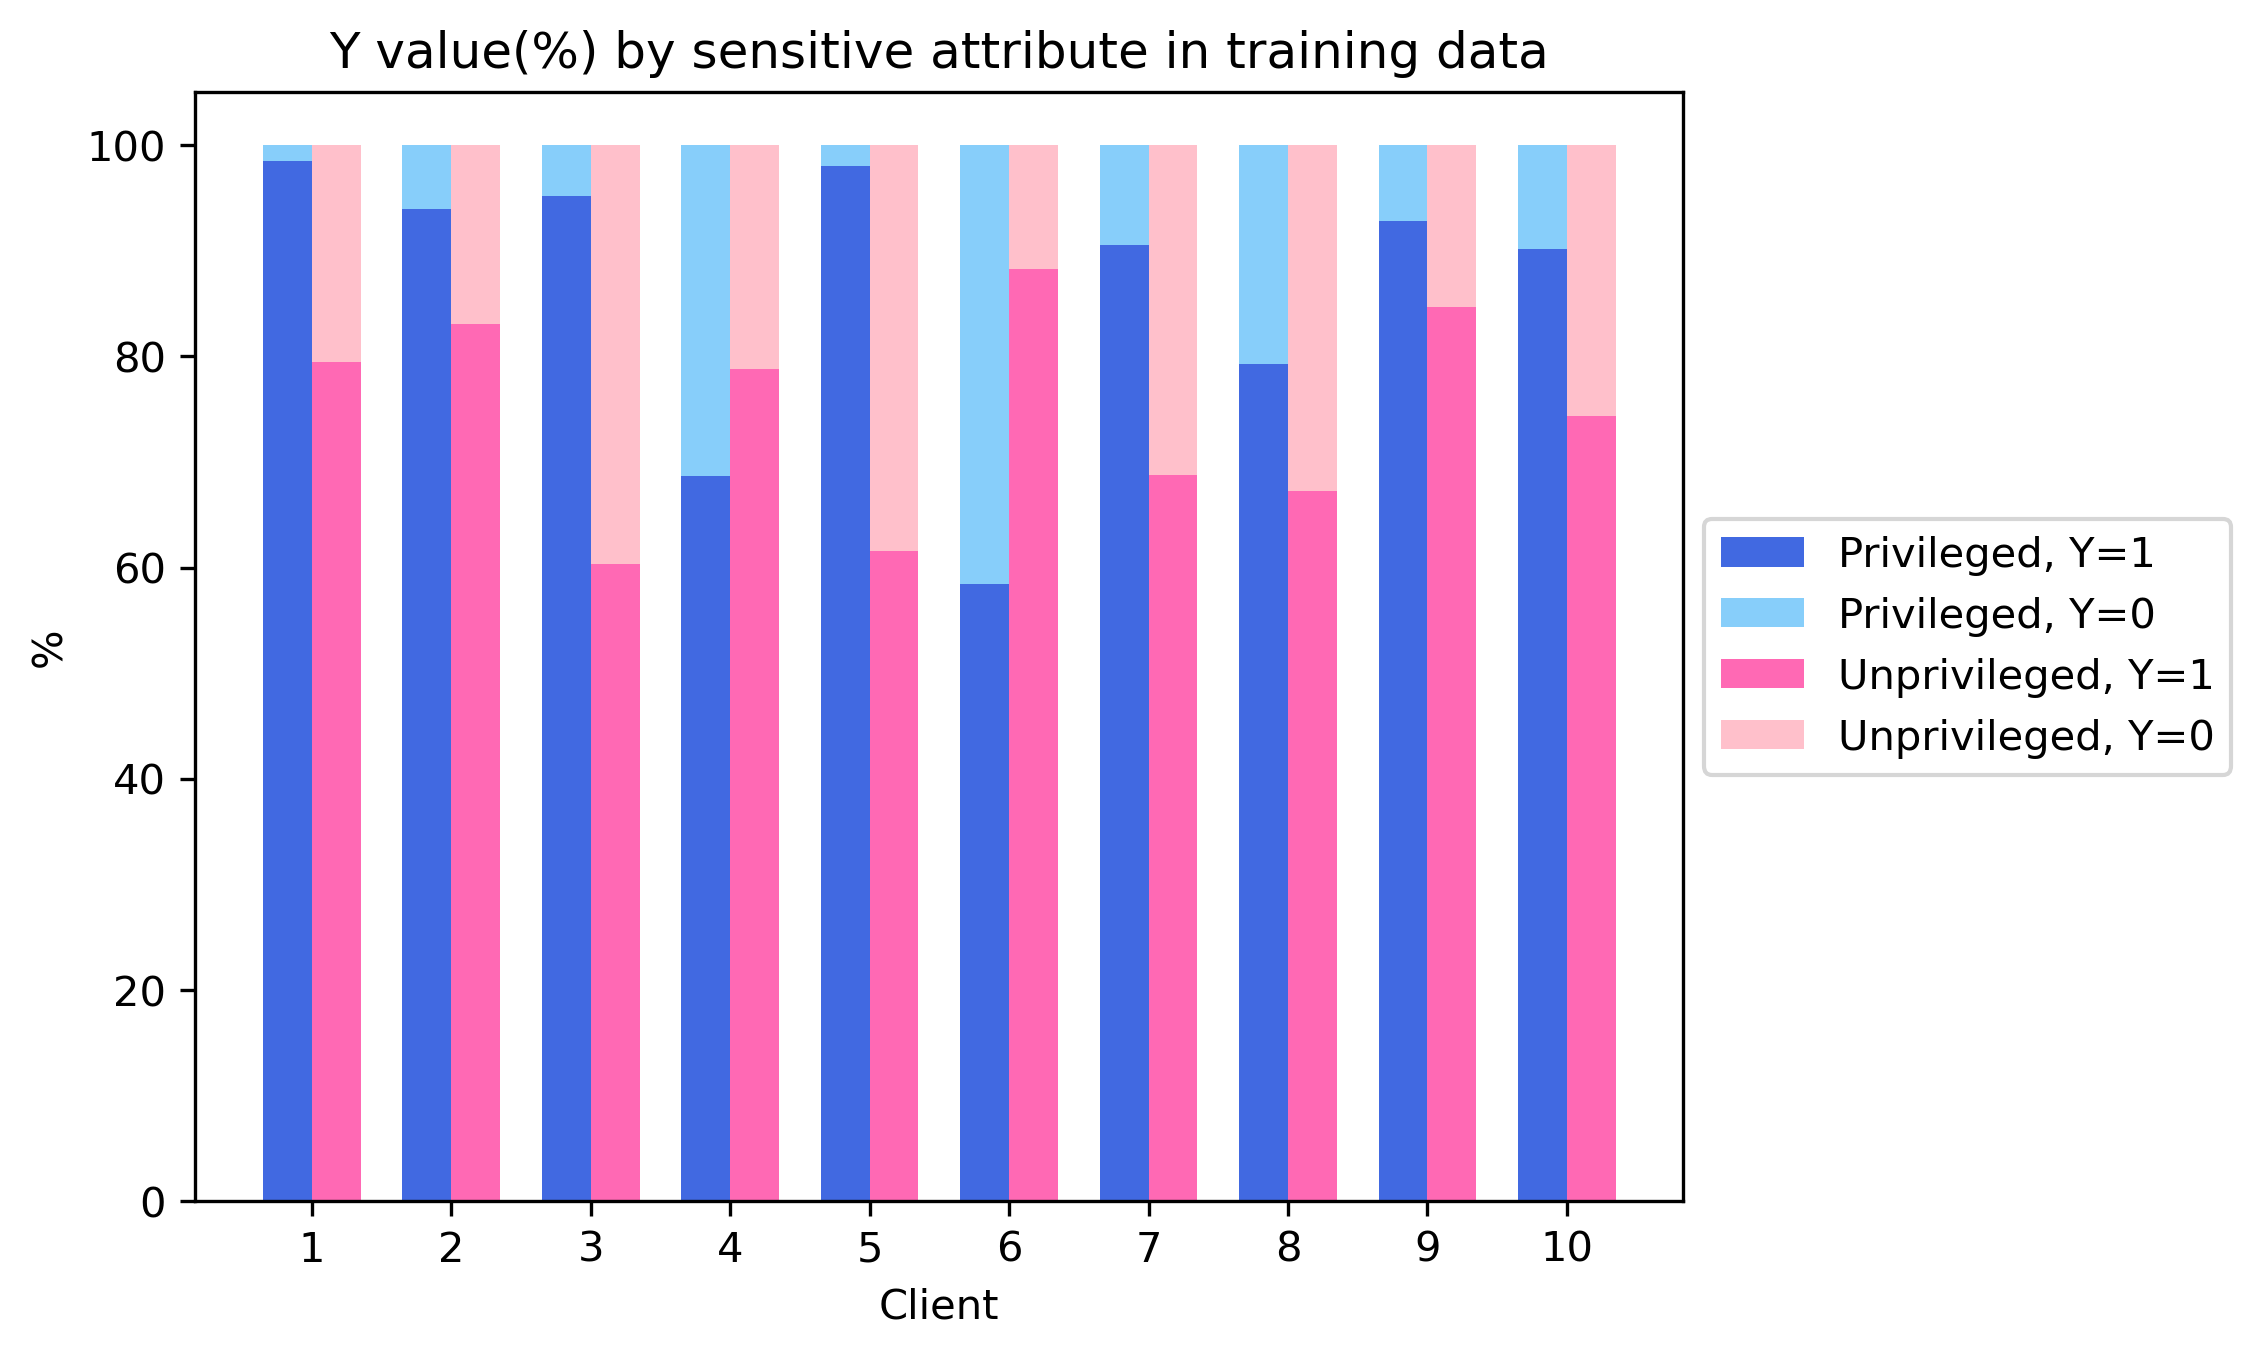 Y value(%) by sensitive attribute in training data
100
80
60
40
20
0
%
1 2 3 4 5 6 7 8 9 10
Client
Privileged, Y=1
Privileged, Y=0
Unprivileged, Y=1
Unprivileged, Y=0